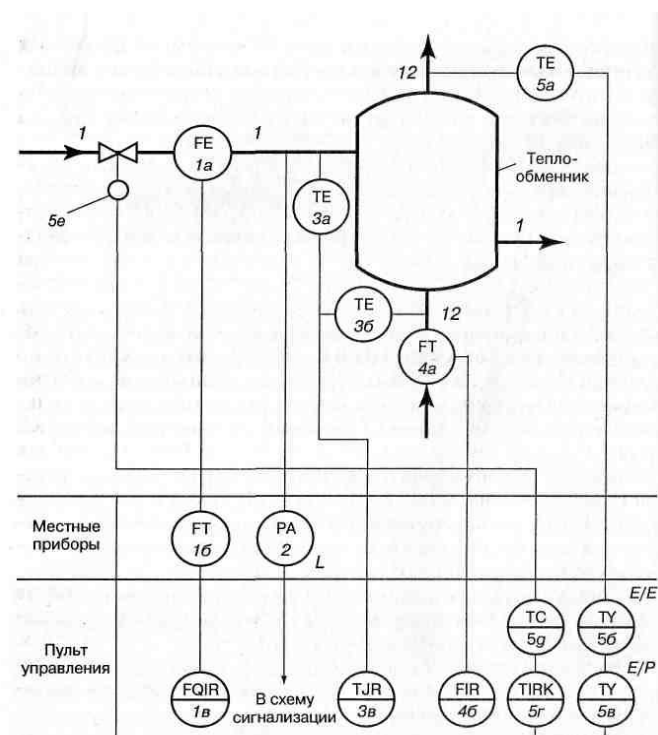 12
TE
5а
1
FE
1а
1
5е
TE
3а
Тепло-
обменник
1
TE
3б
12
FT
4а
Местные
приборы
FT
1б
PA
2
L
Пульт
управления
E/E
TC
5g
TY
5б
E/P
FQIR
1в
В схему
сигнализации
TJR
3в
FIR
4б
TIRK
5г
TY
5в